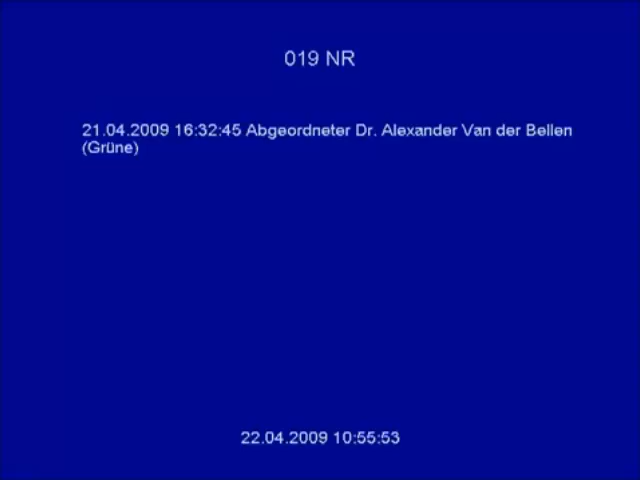 019 NR
21.04.2009 16:32:45 Abgeordneter Dr. Alexander Van der Bellen
(Grüne)
22.04.2009 10:55:53